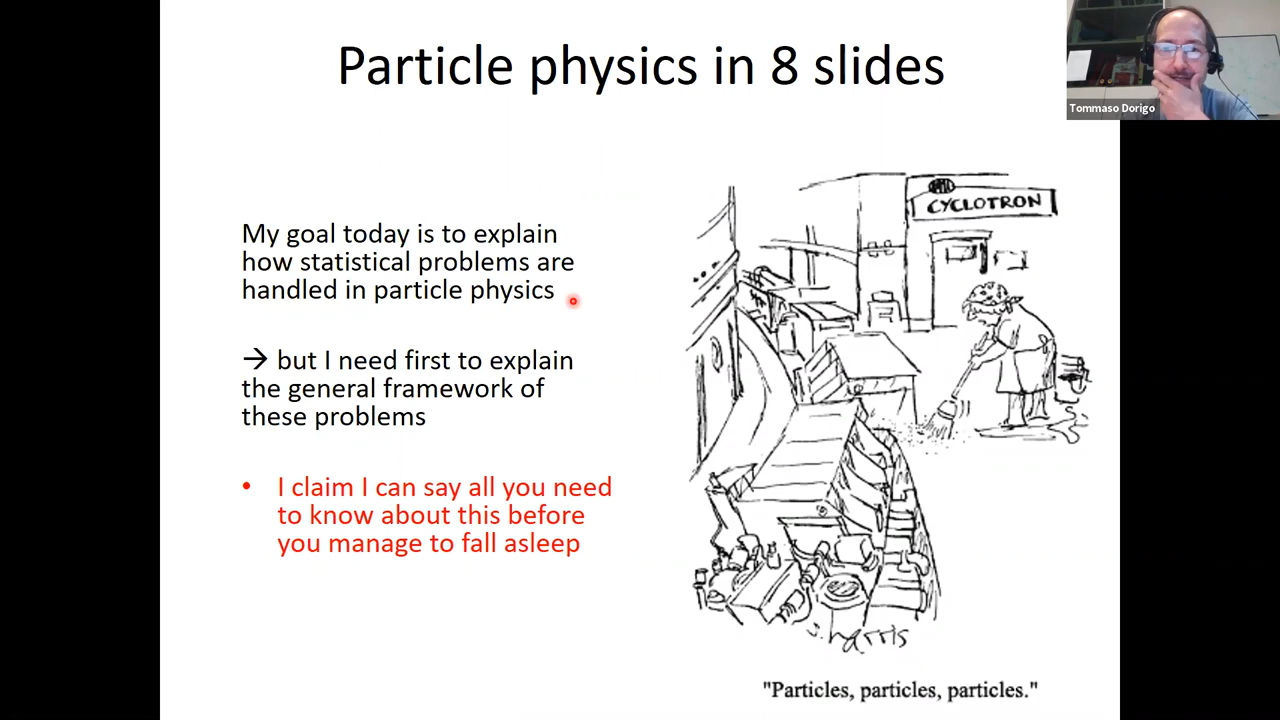 Particle physics in 8 slides
Tommaso Dorigo
My goal today is to explain
how statistical problems are
handled in particle physics
→ but I need first to explain
the general framework of
these problems
• I claim I can say all you need
to know about this before
you manage to fall asleep
CYCLOTRON
s.harris
"Particles, particles, particles."